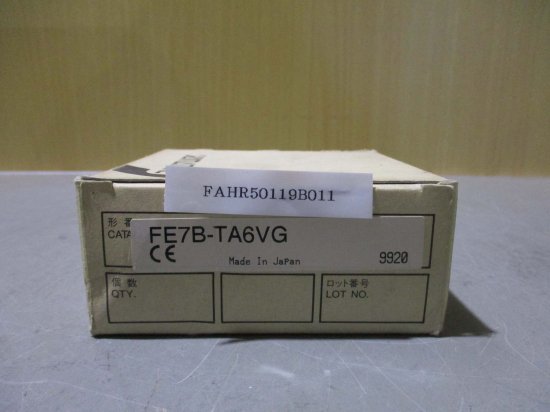 FAHR50119B011
形番
CATA
FE7B-TA6VG
CE
Made In Japan
9920
個数
QTY.
ロット番号
LOT NO.